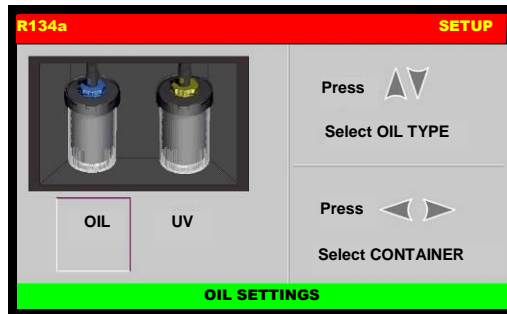 R134a SETUP
Press
Select OIL TYPE
OIL UV
Press
Select CONTAINER
OIL SETTINGS